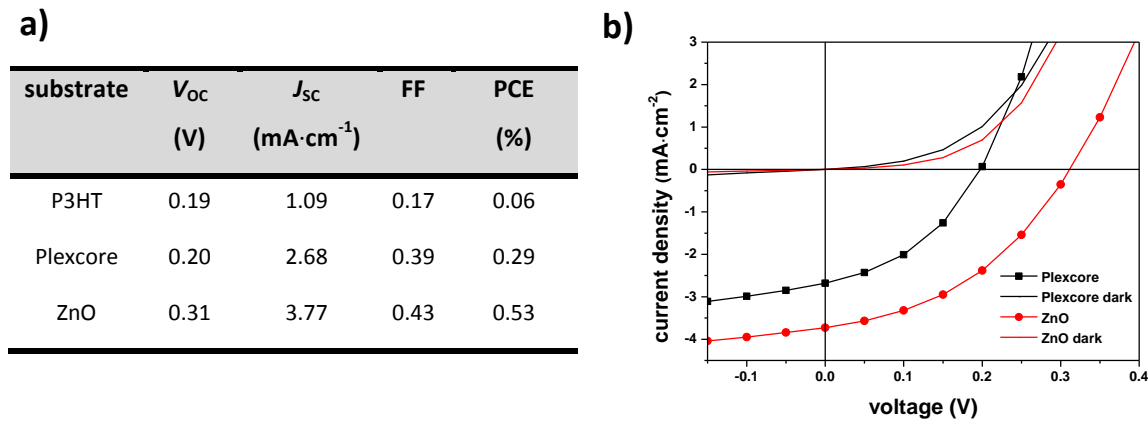 a)
substrate VOC JSC FF PCE
(V) (mA·cm-1) (%)
P3HT 0.19 1.09 0.17 0.06
Plexcore 0.20 2.68 0.39 0.29
ZnO 0.31 3.77 0.43 0.53
b)
current density (mA·cm-2)
3
2
1
0
-1
-2
-3
-4
Plexcore
Plexcore dark
ZnO
ZnO dark
-0.1 0.0 0.1 0.2 0.3 0.4
voltage (V)